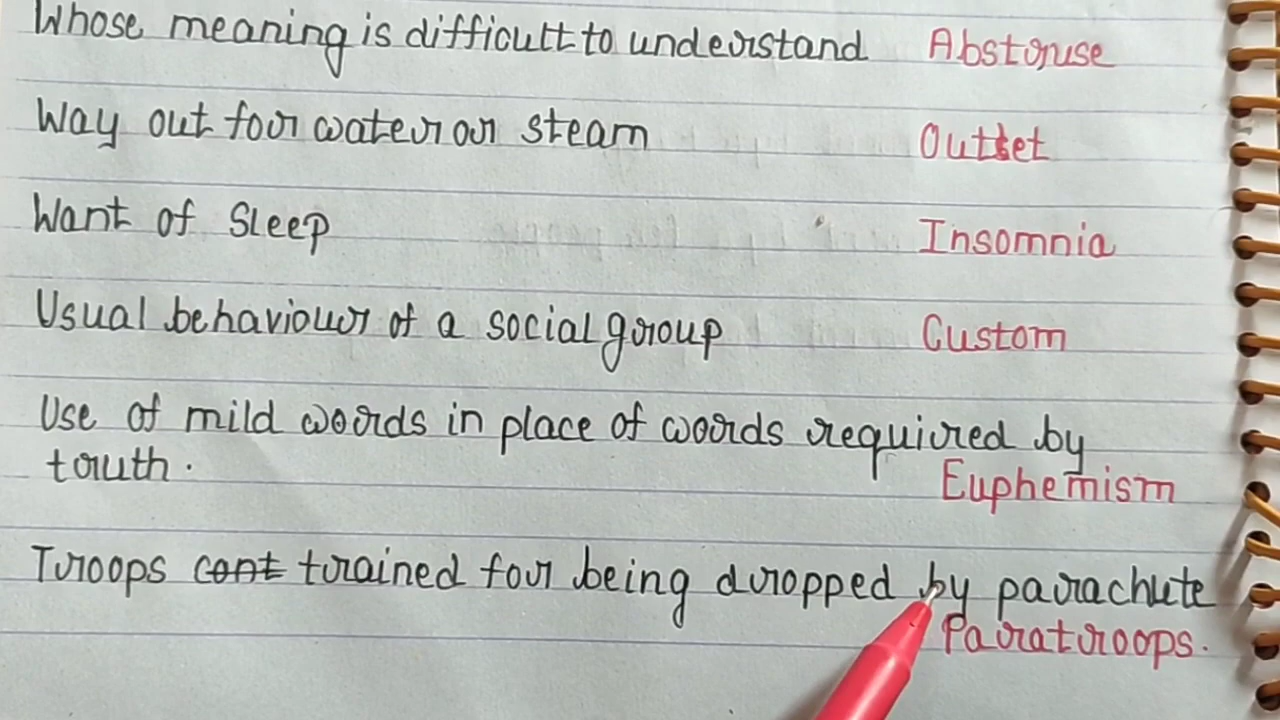 Whose meaning is difficult to understand Abstruse
Way out for water or steam Outlet
Want of Sleep Insomnia
Usual behaviour of a social group Custom
Use of mild words in place of words required by
truth. Euphemism
Troops cont trained for being dropped by parachute
Paratroops.